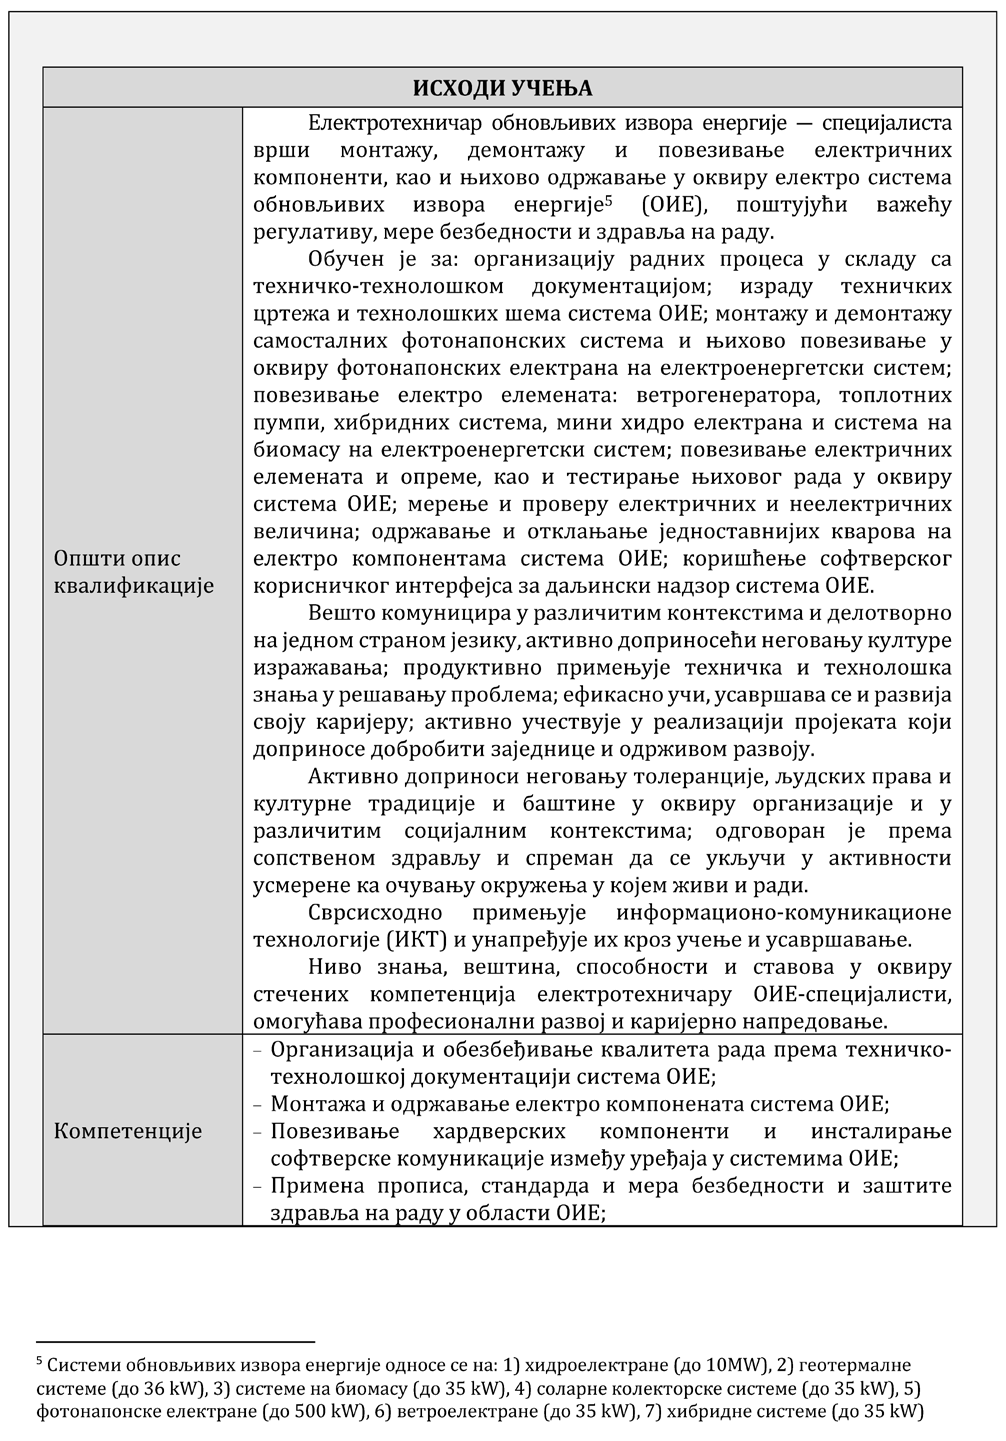 ИСХОДИ УЧЕЊА
Електротехничар обновљивих извора енергије — специјалиста
врши монтажу, демонтажу и повезивање електричних
компоненти, као и њихово одржавање у оквиру електро система
обновљивих извора енергије⁵ (ОИЕ), поштујући важећу
регулативу, мере безбедности и здравља на раду.
Обучен је за: организацију радних процеса у складу са
техничко-технолошком документацијом; израду техничких
цртежа и технолошких шема система ОИЕ; монтажу и демонтажу
самосталних фотонапонских система и њихово повезивање у
оквиру фотонапонских електрана на електроенергетски систем;
повезивање електро елемената: ветрогенератора, топлотних
пумпи, хибридних система, мини хидро електрана и система на
биомасу на електроенергетски систем; повезивање електричних
елемената и опреме, као и тестирање њиховог рада у оквиру
система ОИЕ; мерење и проверу електричних и неелектричних
величина; одржавање и отклањање једноставнијих кварова на
електро компонентама система ОИЕ; коришћење софтверског
корисничког интерфејса за даљински надзор система ОИЕ.
Вешто комуницира у различитим контекстима и делотворно
на једном страном језику, активно доприносећи неговању културе
изражавања; продуктивно примењује техничка и технолошка
знања у решавању проблема; ефикасно учи, усавршава се и развија
своју каријеру; активно учествује у реализацији пројеката који
доприносе добробити заједнице и одрживом развоју.
Активно доприноси неговању толеранције, људских права и
културне традиције и баштине у оквиру организације и у
различитим социјалним контекстима; одговоран је према
сопственом здрављу и спреман да се укључи у активности
усмерене ка очувању окружења у којем живи и ради.
Сврсисходно примењује информационо-комуникационе
технологије (ИКТ) и унапређује их кроз учење и усавршавање.
Ниво знања, вештина, способности и ставова у оквиру
стечених компетенција електротехничару ОИЕ-специјалисти,
омогућава професионални развој и каријерно напредовање.
Општи опис
квалификације
Компетенције
– Организација и обезбеђивање квалитета рада према техничко-
технолошкој документацији система ОИЕ;
– Монтажа и одржавање електро компонената система ОИЕ;
– Повезивање хардверских компоненти и инсталирање
софтверске комуникације између уређаја у системима ОИЕ;
– Примена прописа, стандарда и мера безбедности и заштите
здравља на раду у области ОИЕ;
⁵ Системи обновљивих извора енергије односе се на: 1) хидроелектране (до 10MW), 2) геотермалне
системе (до 36 kW), 3) системе на биомасу (до 35 kW), 4) соларне колекторске системе (до 35 kW), 5)
фотонапонске електране (до 500 kW), 6) ветроелектране (до 35 kW), 7) хибридне системе (до 35 kW)